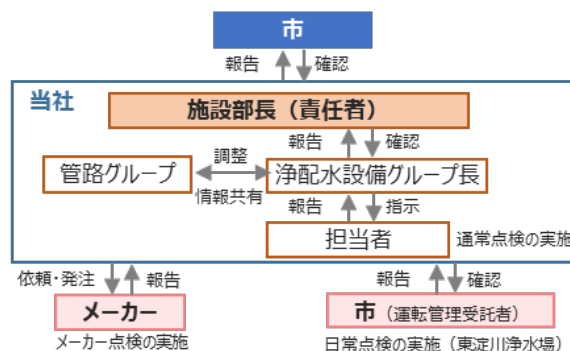 市
報告 確認
当社
施設部長（責任者）
報告 確認
調整
管路グループ 浄配水設備グループ長
情報共有
報告 指示
担当者 通常点検の実施
依頼・発注 報告 報告 確認
メーカー 市（運転管理受託者）
メーカー点検の実施 日常点検の実施（東淀川浄水場）